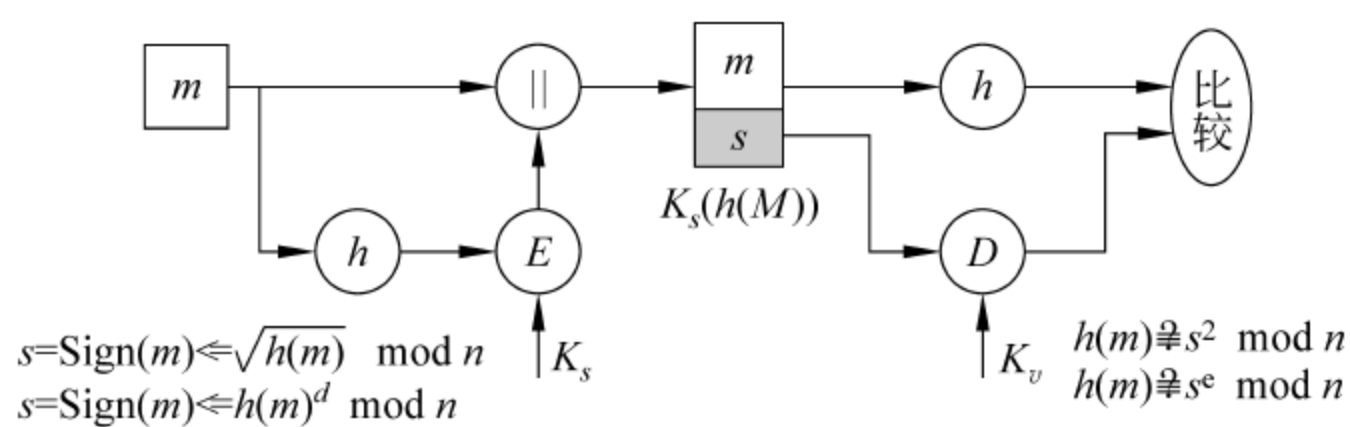 m
||
m
s
h
比较
K_s(h(M))
h
E
D
K_s
K_v
s=Sign(m)⇐√h(m) mod n
s=Sign(m)⇐h(m)^d mod n
h(m)≟s² mod n
h(m)≟s^e mod n